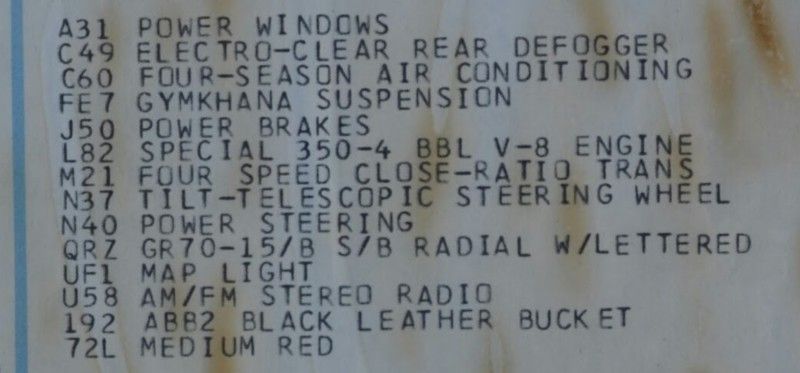 A31 POWER WINDOWS
C49 ELECTRO-CLEAR REAR DEFOGGER
C60 FOUR-SEASON AIR CONDITIONING
FE7 GYMKHANA SUSPENSION
J50 POWER BRAKES
L82 SPECIAL 350-4 BBL V-8 ENGINE
M21 FOUR SPEED CLOSE-RATIO TRANS
N37 TILT-TELESCOPIC STEERING WHEEL
N40 POWER STEERING
QRZ GR70-15/B S/B RADIAL W/LETTERED
UF1 MAP LIGHT
U58 AM/FM STEREO RADIO
192 ABB2 BLACK LEATHER BUCKET
72L MEDIUM RED